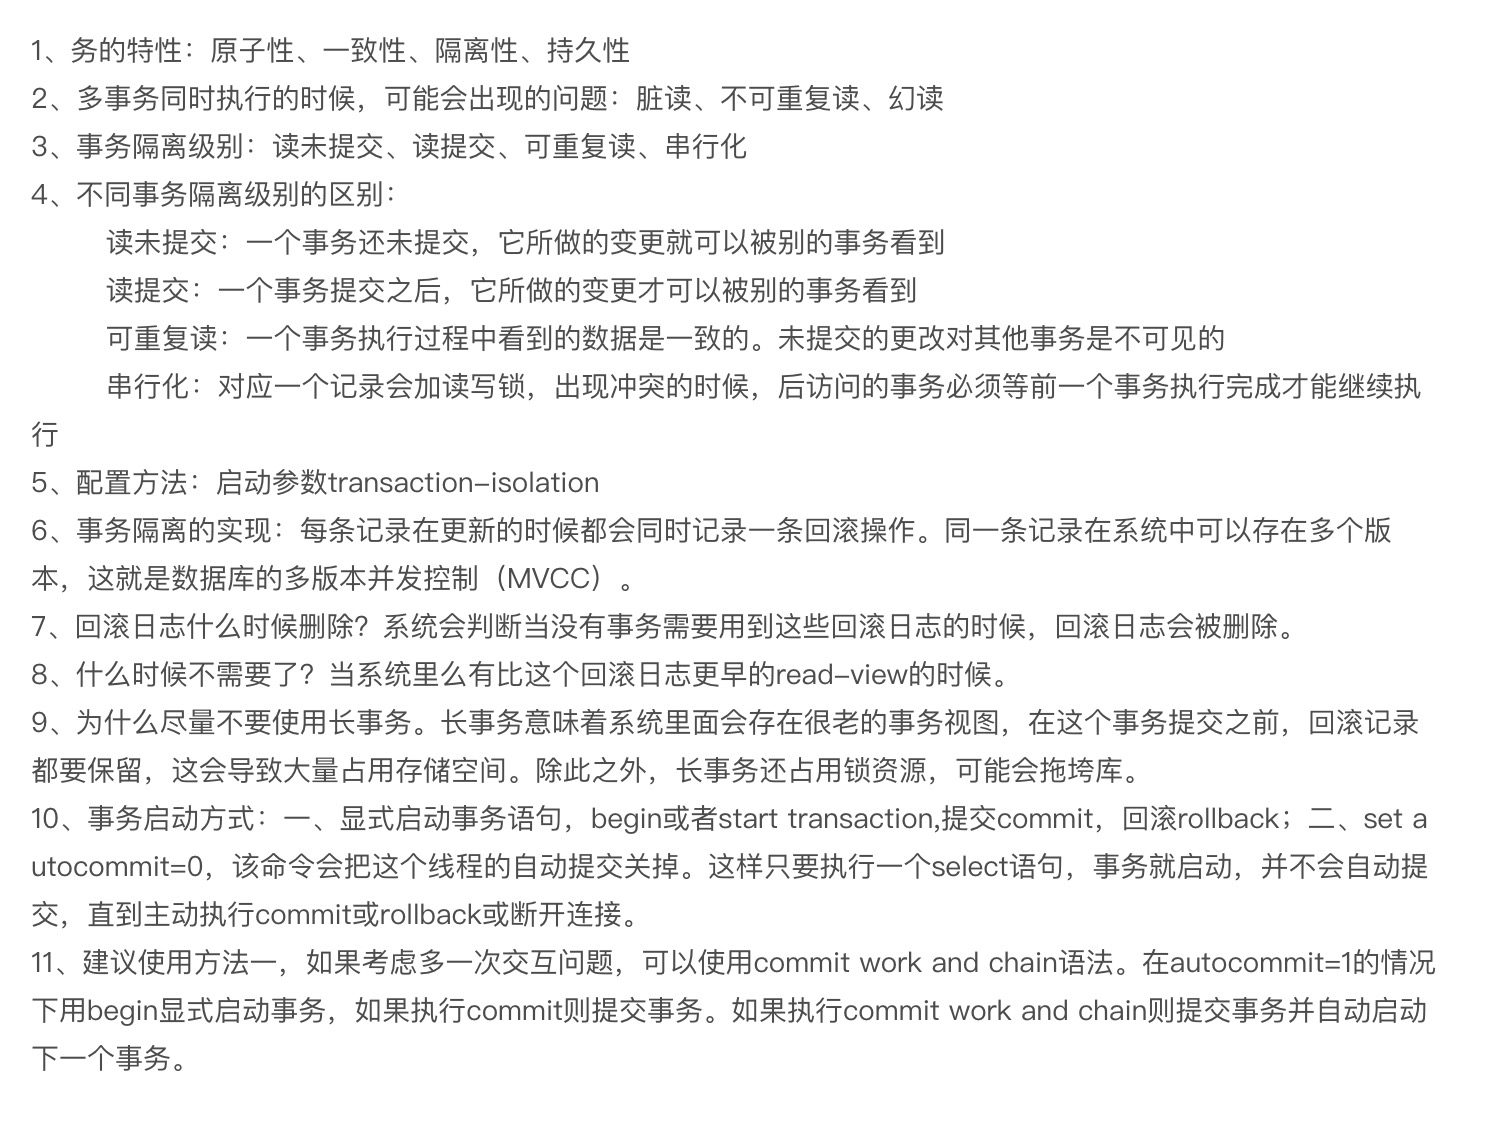 1、务的特性：原子性、一致性、隔离性、持久性
2、多事务同时执行的时候，可能会出现的问题：脏读、不可重复读、幻读
3、事务隔离级别：读未提交、读提交、可重复读、串行化
4、不同事务隔离级别的区别：
读未提交：一个事务还未提交，它所做的变更就可以被别的事务看到
读提交：一个事务提交之后，它所做的变更才可以被别的事务看到
可重复读：一个事务执行过程中看到的数据是一致的。未提交的更改对其他事务是不可见的
串行化：对应一个记录会加读写锁，出现冲突的时候，后访问的事务必须等前一个事务执行完成才能继续执
行
5、配置方法：启动参数transaction-isolation
6、事务隔离的实现：每条记录在更新的时候都会同时记录一条回滚操作。同一条记录在系统中可以存在多个版
本，这就是数据库的多版本并发控制（MVCC）。
7、回滚日志什么时候删除？系统会判断当没有事务需要用到这些回滚日志的时候，回滚日志会被删除。
8、什么时候不需要了？当系统里么有比这个回滚日志更早的read-view的时候。
9、为什么尽量不要使用长事务。长事务意味着系统里面会存在很老的事务视图，在这个事务提交之前，回滚记录
都要保留，这会导致大量占用存储空间。除此之外，长事务还占用锁资源，可能会拖垮库。
10、事务启动方式：一、显式启动事务语句，begin或者start transaction,提交commit，回滚rollback；二、set a
utocommit=0，该命令会把这个线程的自动提交关掉。这样只要执行一个select语句，事务就启动，并不会自动提
交，直到主动执行commit或rollback或断开连接。
11、建议使用方法一，如果考虑多一次交互问题，可以使用commit work and chain语法。在autocommit=1的情况
下用begin显式启动事务，如果执行commit则提交事务。如果执行commit work and chain则提交事务并自动启动
下一个事务。